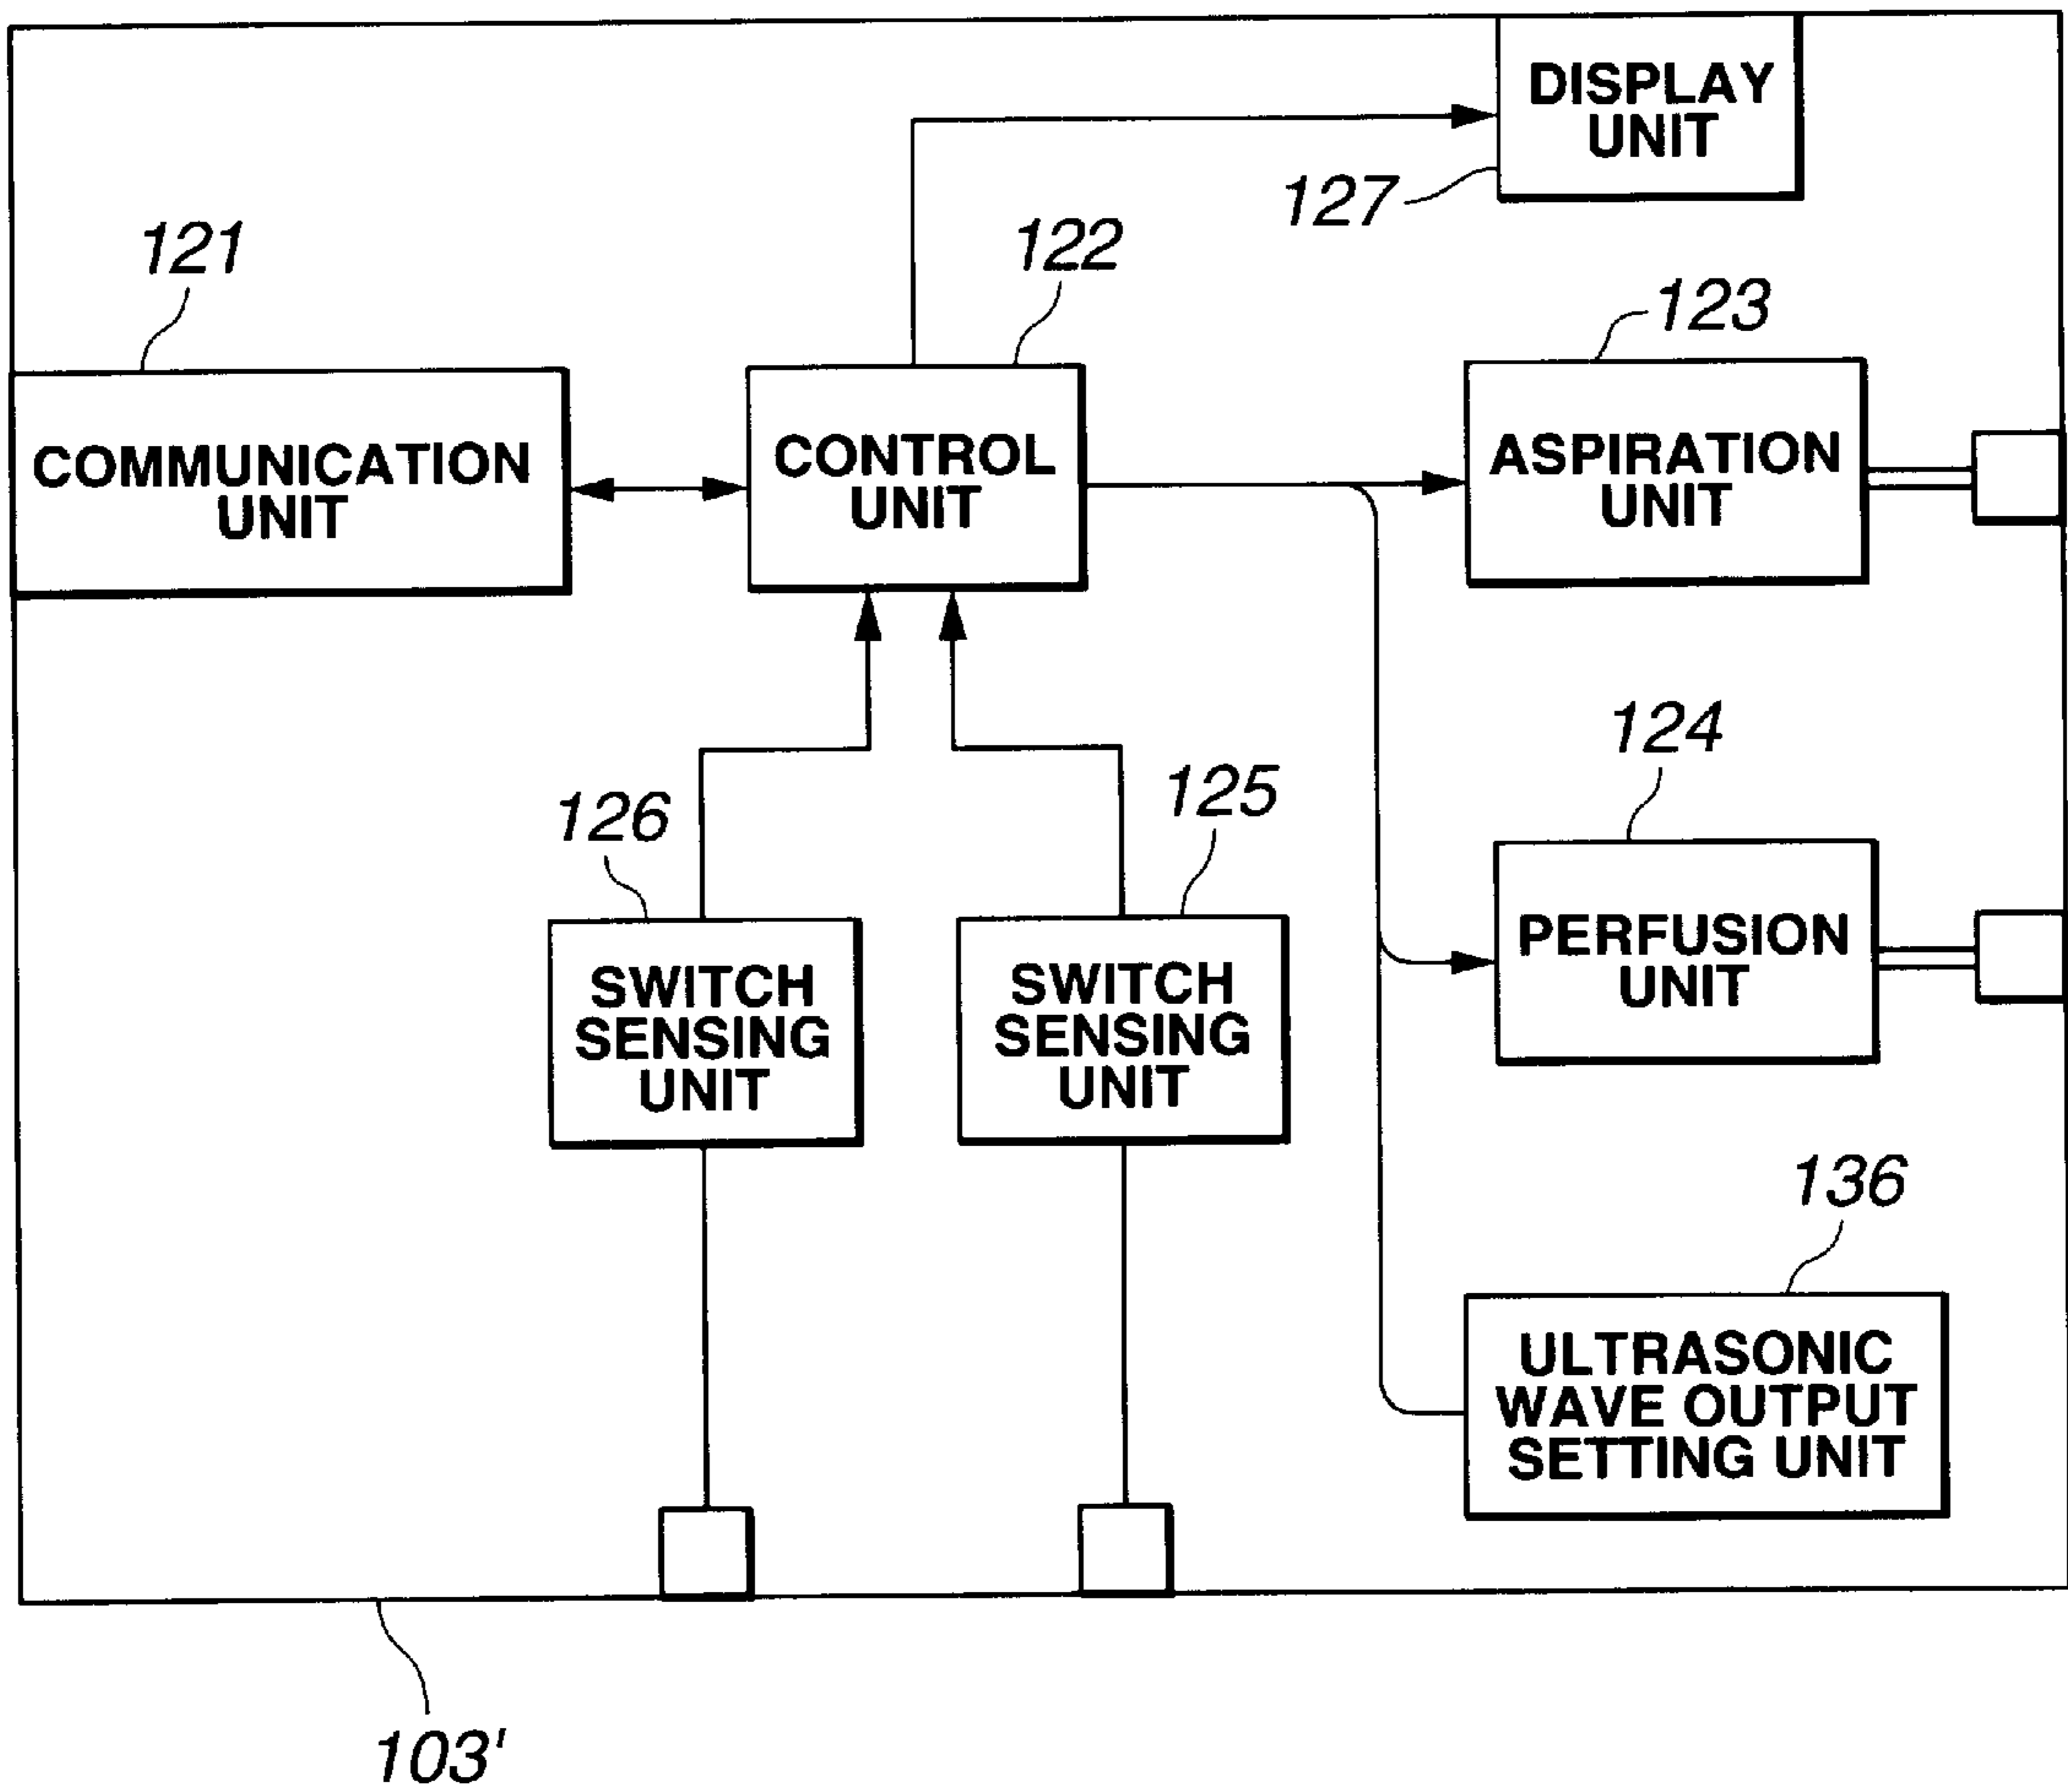 DISPLAY
UNIT
127
121
122
123
COMMUNICATION
UNIT
CONTROL
UNIT
ASPIRATION
UNIT
124
126
125
PERFUSION
UNIT
SWITCH
SENSING
UNIT
SWITCH
SENSING
UNIT
136
ULTRASONIC
WAVE OUTPUT
SETTING UNIT
103'